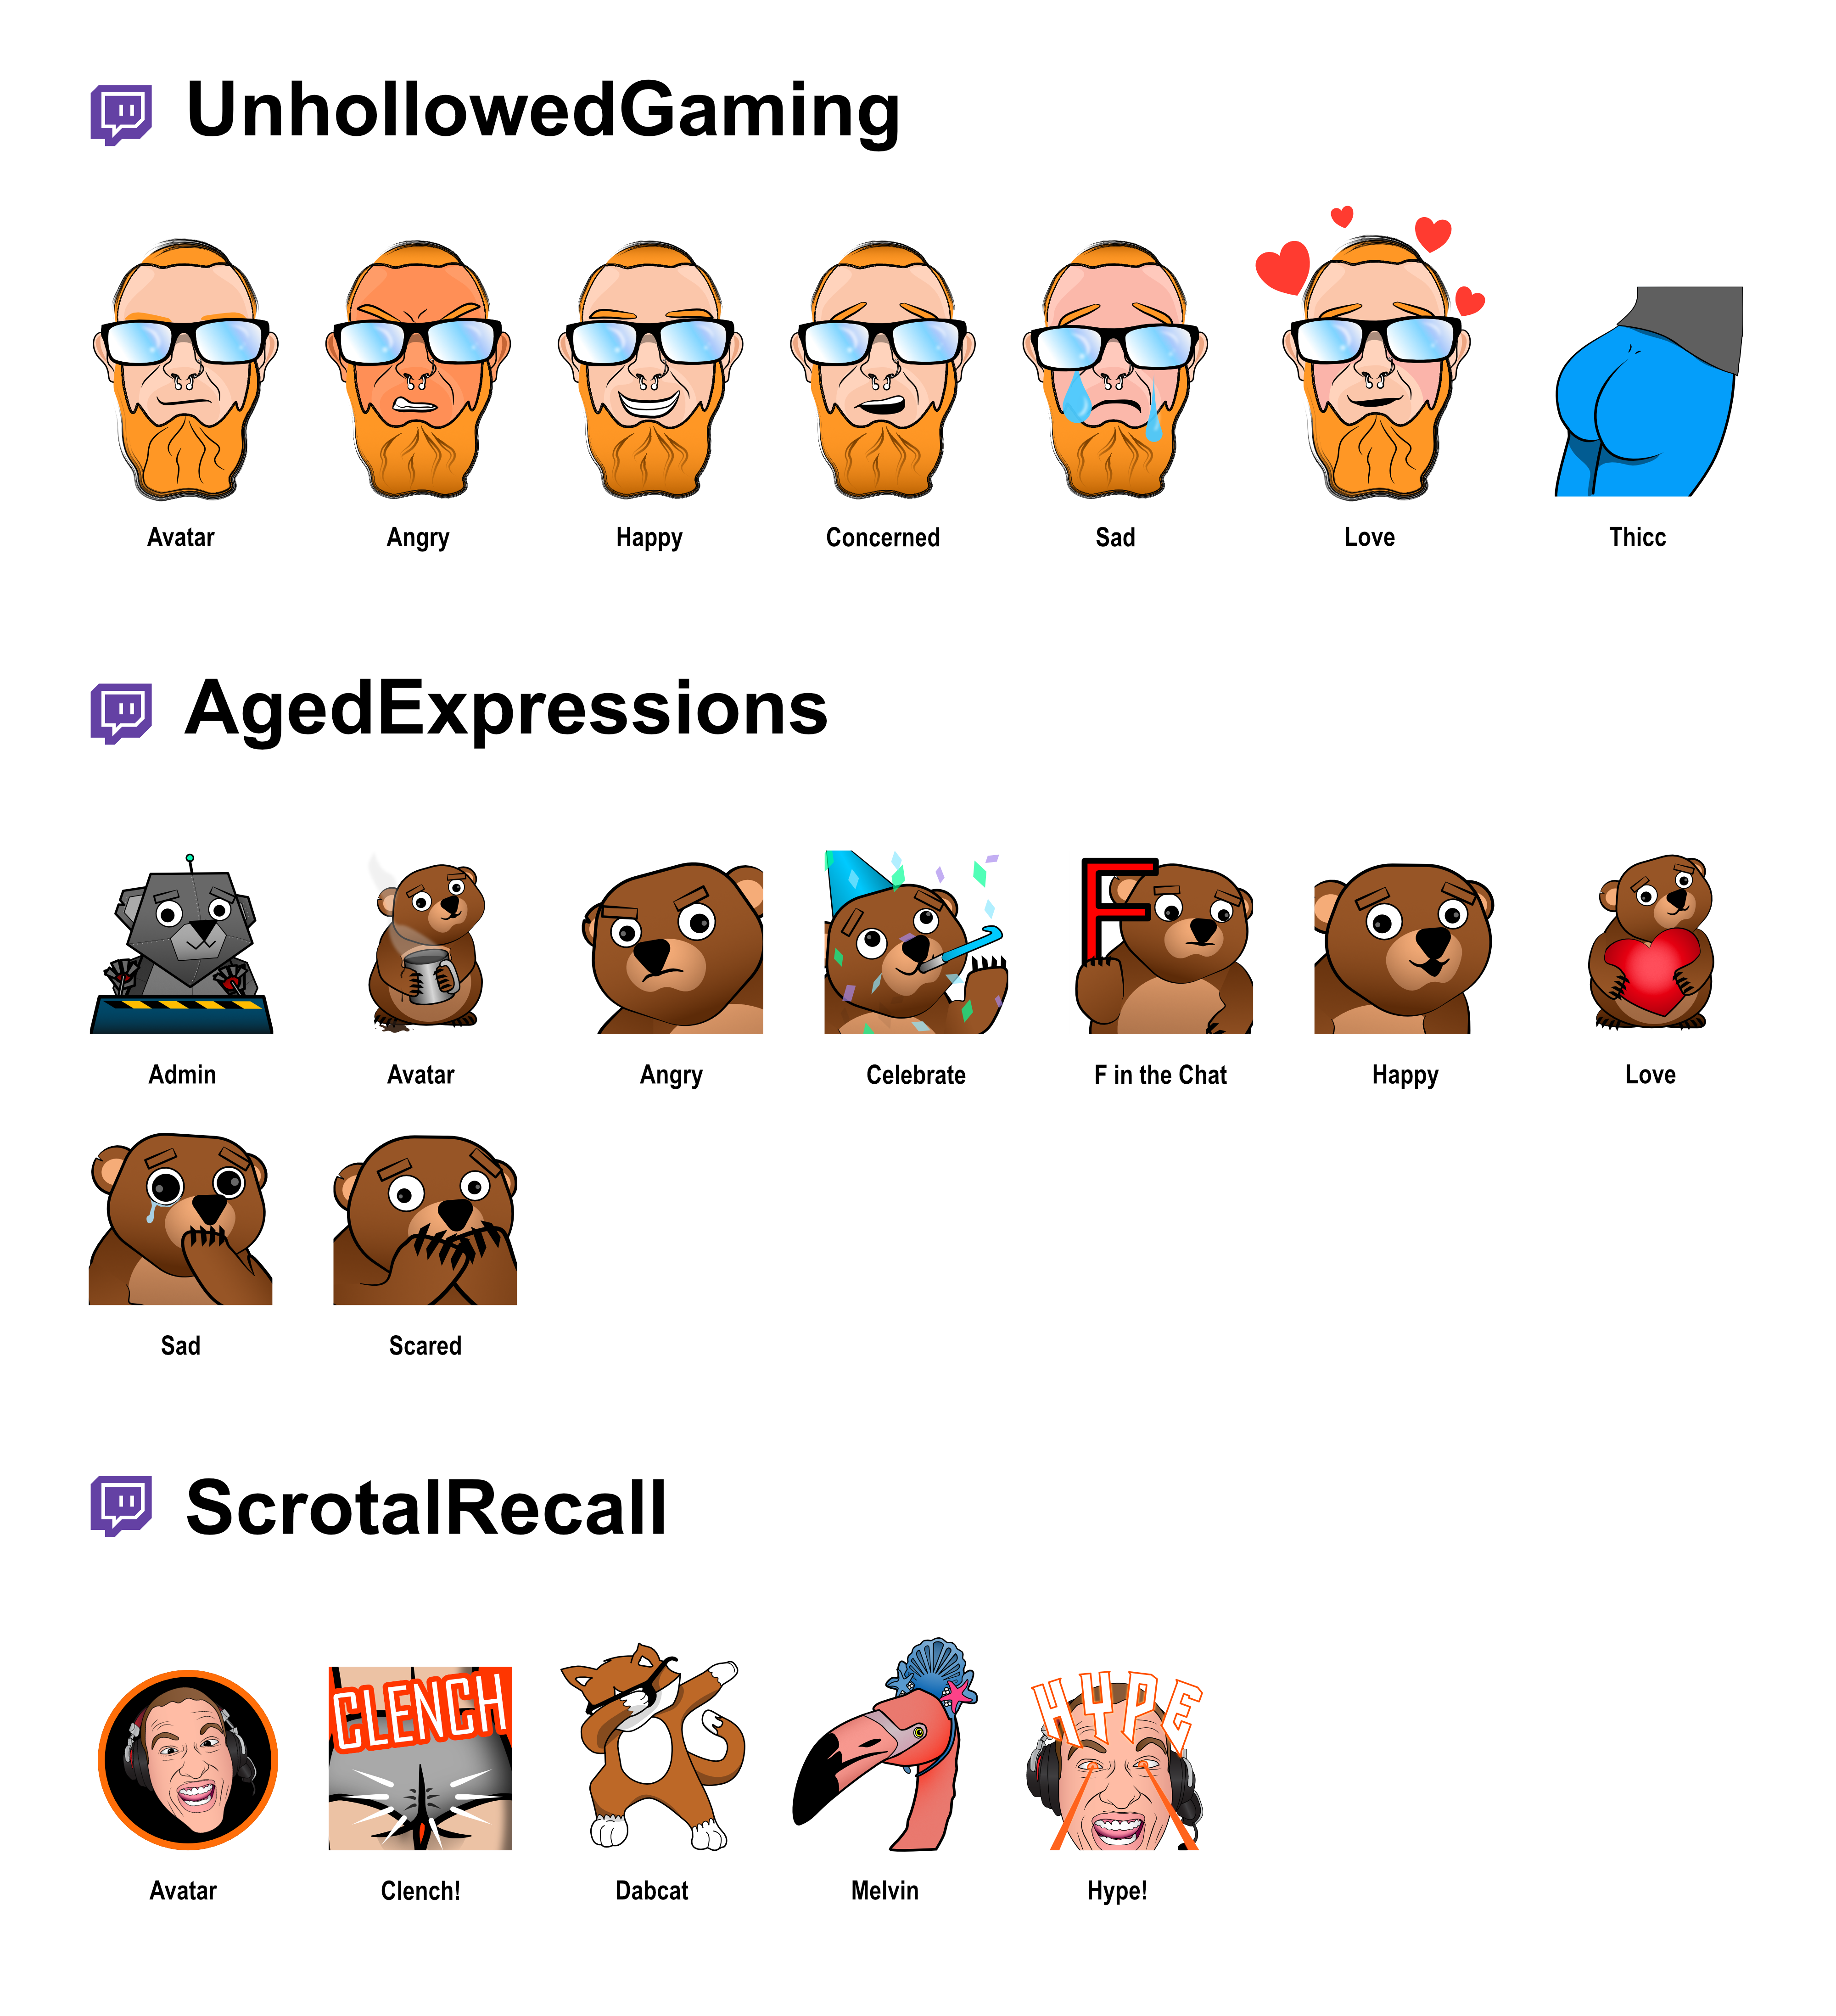 UnhollowedGaming
Avatar Angry Happy Concerned Sad Love Thicc
AgedExpressions
F
Admin Avatar Angry Celebrate F in the Chat Happy Love
Sad Scared
ScrotalRecall
CLENCH HYPE
Avatar Clench! Dabcat Melvin Hype!